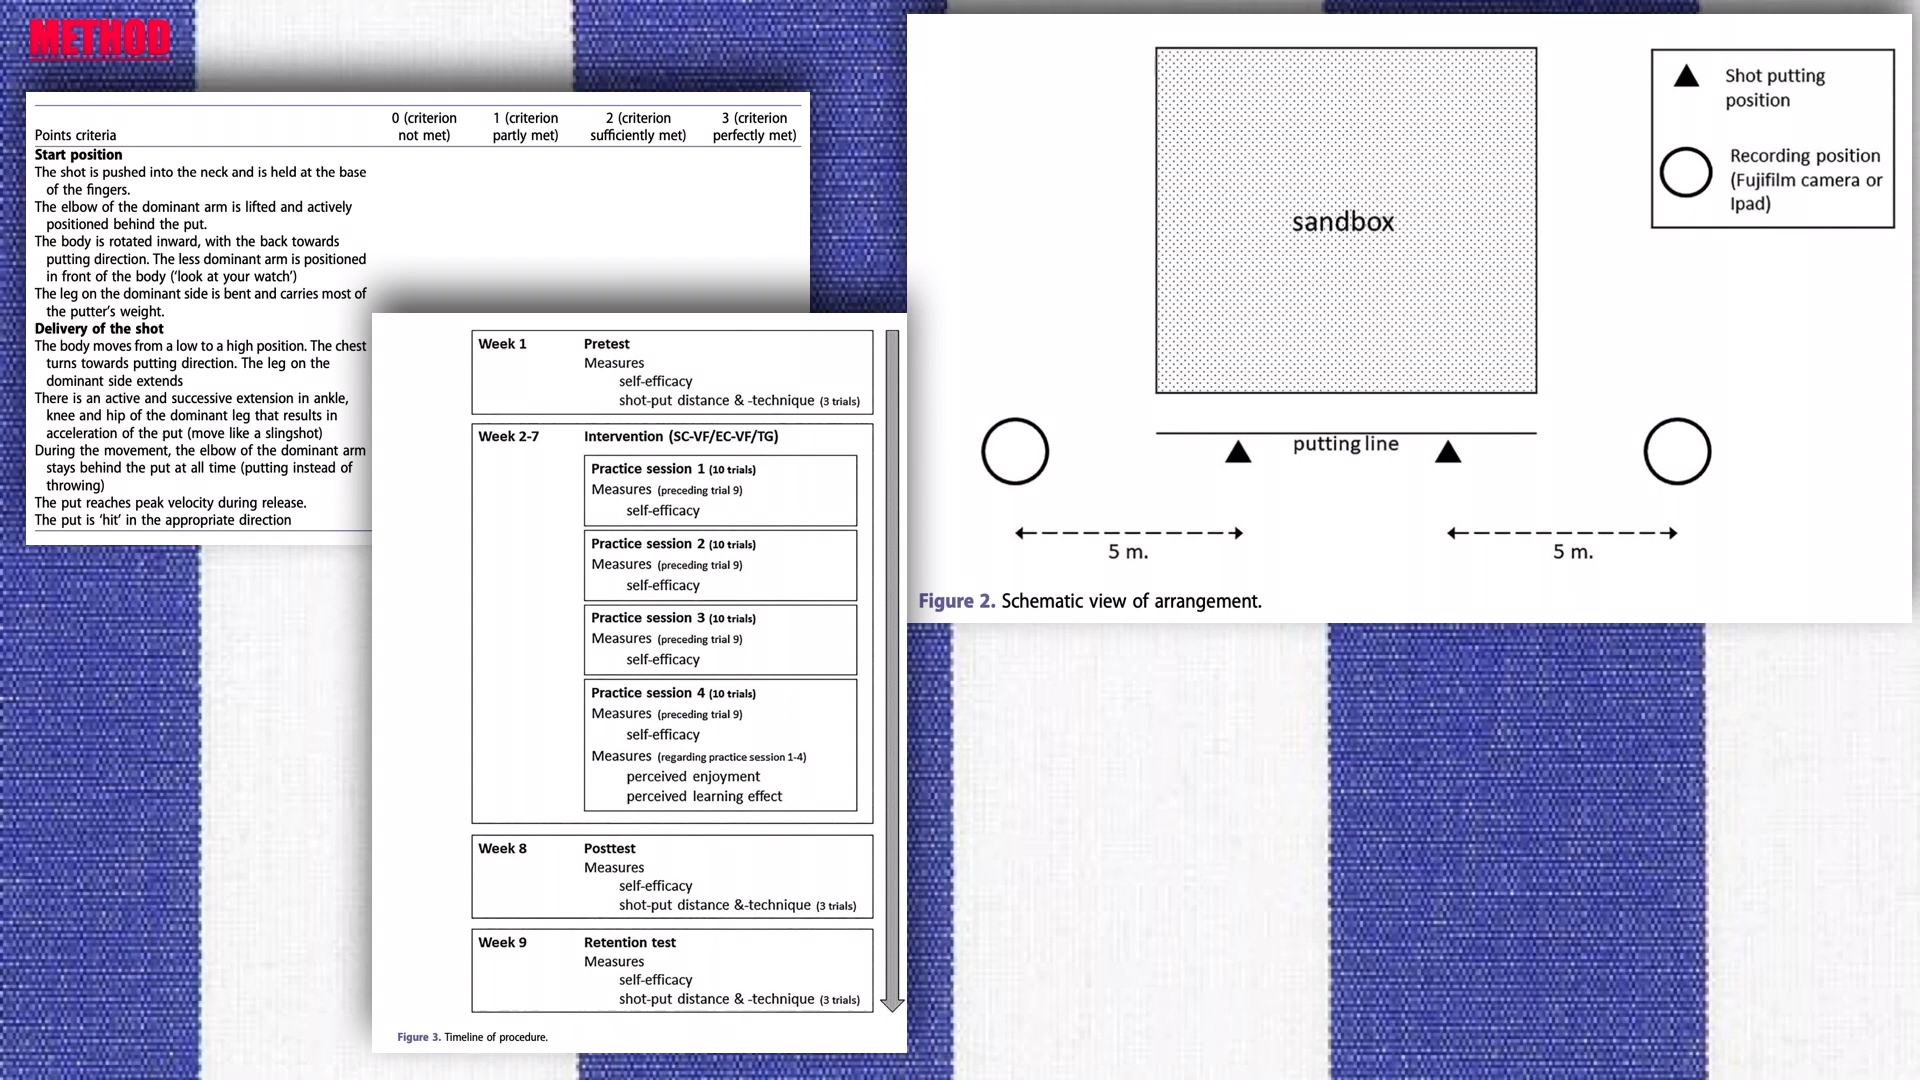 METHOD
Points criteria
0 (criterion
not met)
1 (criterion
partly met)
2 (criterion
sufficiently met)
3 (criterion
perfectly met)
Start position
The shot is pushed into the neck and is held at the base
of the fingers.
The elbow of the dominant arm is lifted and actively
positioned behind the put.
The body is rotated inward, with the back towards
putting direction. The less dominant arm is positioned
in front of the body (‘look at your watch’)
The leg on the dominant side is bent and carries most of
the putter’s weight.
Delivery of the shot
The body moves from a low to a high position. The chest
turns towards putting direction. The leg on the
dominant side extends
There is an active and successive extension in ankle,
knee and hip of the dominant leg that results in
acceleration of the put (move like a slingshot)
During the movement, the elbow of the dominant arm
stays behind the put at all time (putting instead of
throwing)
The put reaches peak velocity during release.
The put is ‘hit’ in the appropriate direction
Week 1 Pretest
Measures
self-efficacy
shot-put distance & -technique (3 trials)
Week 2-7 Intervention (SC-VF/EC-VF/TG)
Practice session 1 (10 trials)
Measures (preceding trial 9)
self-efficacy
Practice session 2 (10 trials)
Measures (preceding trial 9)
self-efficacy
Practice session 3 (10 trials)
Measures (preceding trial 9)
self-efficacy
Practice session 4 (10 trials)
Measures (preceding trial 9)
self-efficacy
Measures (regarding practice session 1-4)
perceived enjoyment
perceived learning effect
Week 8 Posttest
Measures
self-efficacy
shot-put distance &-technique (3 trials)
Week 9 Retention test
Measures
self-efficacy
shot-put distance & -technique (3 trials)
Figure 3. Timeline of procedure.
sandbox
Shot putting
position
Recording position
(Fujifilm camera or
Ipad)
putting line
5 m.
5 m.
Figure 2. Schematic view of arrangement.